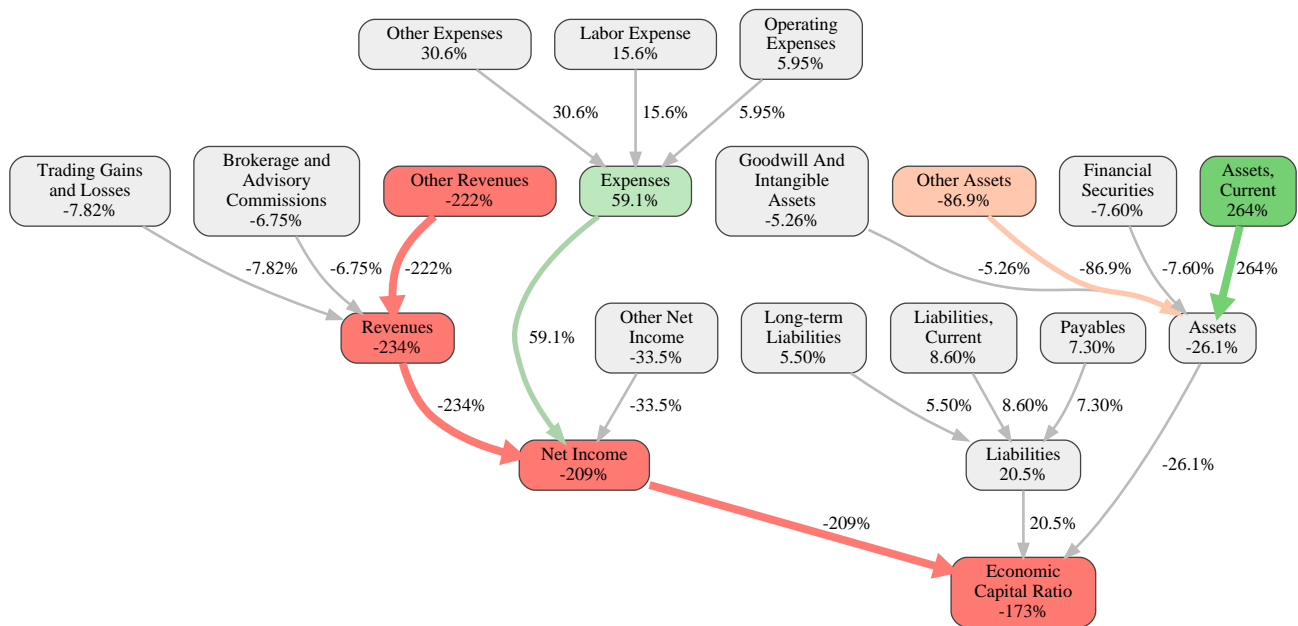 Other Expenses
30.6%
Labor Expense
15.6%
Operating
Expenses
5.95%
30.6%
15.6%
5.95%
Trading Gains
and Losses
-7.82%
Brokerage and
Advisory
Commissions
-6.75%
Other Revenues
-222%
Expenses
59.1%
Goodwill And
Intangible
Assets
-5.26%
Other Assets
-86.9%
Financial
Securities
-7.60%
Assets,
Current
264%
-7.82%
-6.75%
-222%
-5.26%
-86.9%
-7.60%
264%
Revenues
-234%
59.1%
Other Net
Income
-33.5%
Long-term
Liabilities
5.50%
Liabilities,
Current
8.60%
Payables
7.30%
Assets
-26.1%
-234%
-33.5%
5.50%
8.60%
7.30%
Net Income
-209%
Liabilities
20.5%
-26.1%
-209%
20.5%
Economic
Capital Ratio
-173%